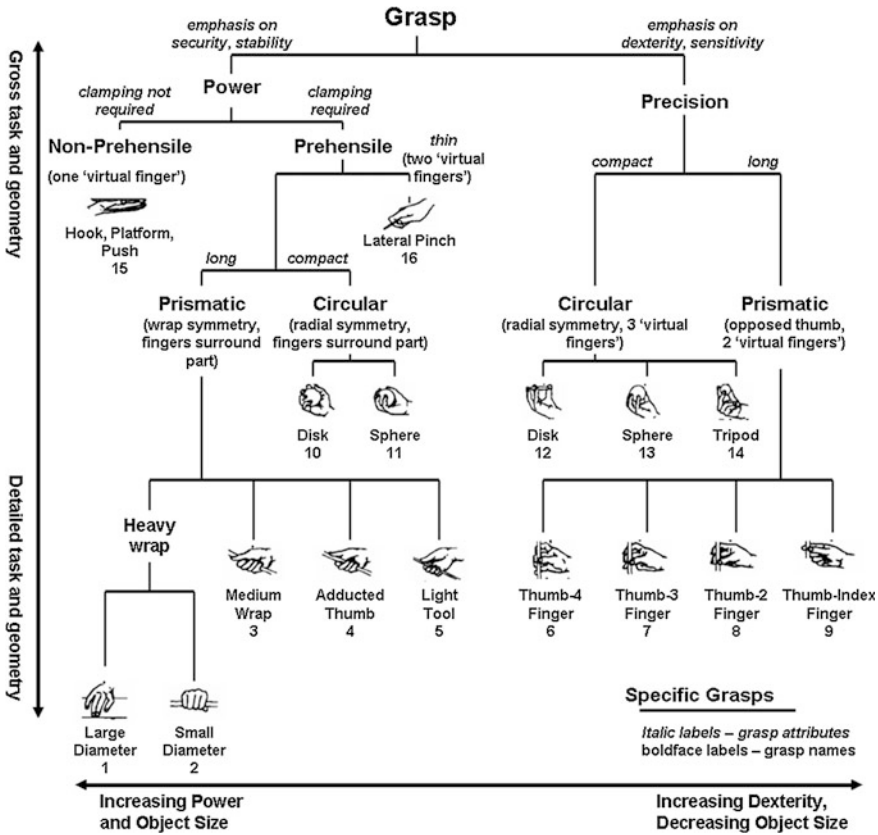 Grasp
emphasis on
security, stability
emphasis on
dexterity, sensitivity
Gross task and geometry
Power
Precision
clamping not
required
clamping
required
Non-Prehensile
(one ‘virtual finger’)
Prehensile
thin
(two ‘virtual
fingers’)
compact
long
Hook, Platform,
Push
15
Lateral Pinch
16
long
compact
Prismatic
(wrap symmetry,
fingers surround
part)
Circular
(radial symmetry,
fingers surround part)
Circular
(radial symmetry, 3 ‘virtual
fingers’)
Prismatic
(opposed thumb,
2 ‘virtual fingers’)
Disk
10
Sphere
11
Disk
12
Sphere
13
Tripod
14
Detailed task and geometry
Heavy
wrap
Medium
Wrap
3
Adducted
Thumb
4
Light
Tool
5
Thumb-4
Finger
6
Thumb-3
Finger
7
Thumb-2
Finger
8
Thumb-Index
Finger
9
Large
Diameter
1
Small
Diameter
2
Specific Grasps
Italic labels – grasp attributes
boldface labels – grasp names
Increasing Power
and Object Size
Increasing Dexterity,
Decreasing Object Size